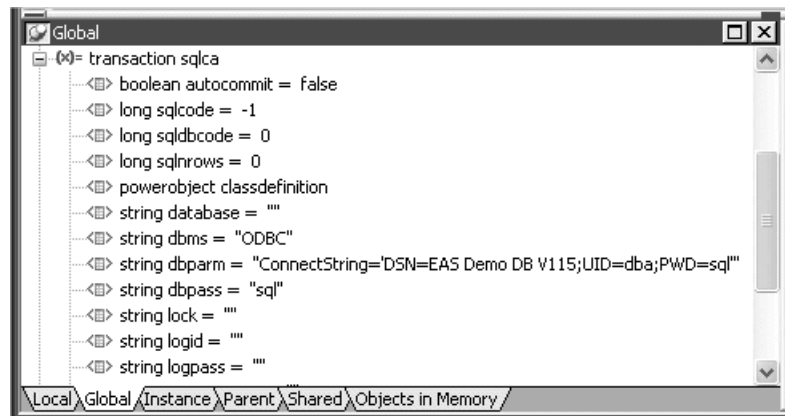 Global
transaction sqlca
boolean autocommit = false
long sqlcode = -1
long sqldbcode = 0
long sqlnrows = 0
powerobject classdefinition
string database = ""
string dbms = "ODBC"
string dbparm = "ConnectString='DSN=EAS Demo DB V115;UID=dba;PWD=sql'"
string dbpass = "sql"
string lock = ""
string logid = ""
string logpass = ""
Local Global Instance Parent Shared Objects in Memory